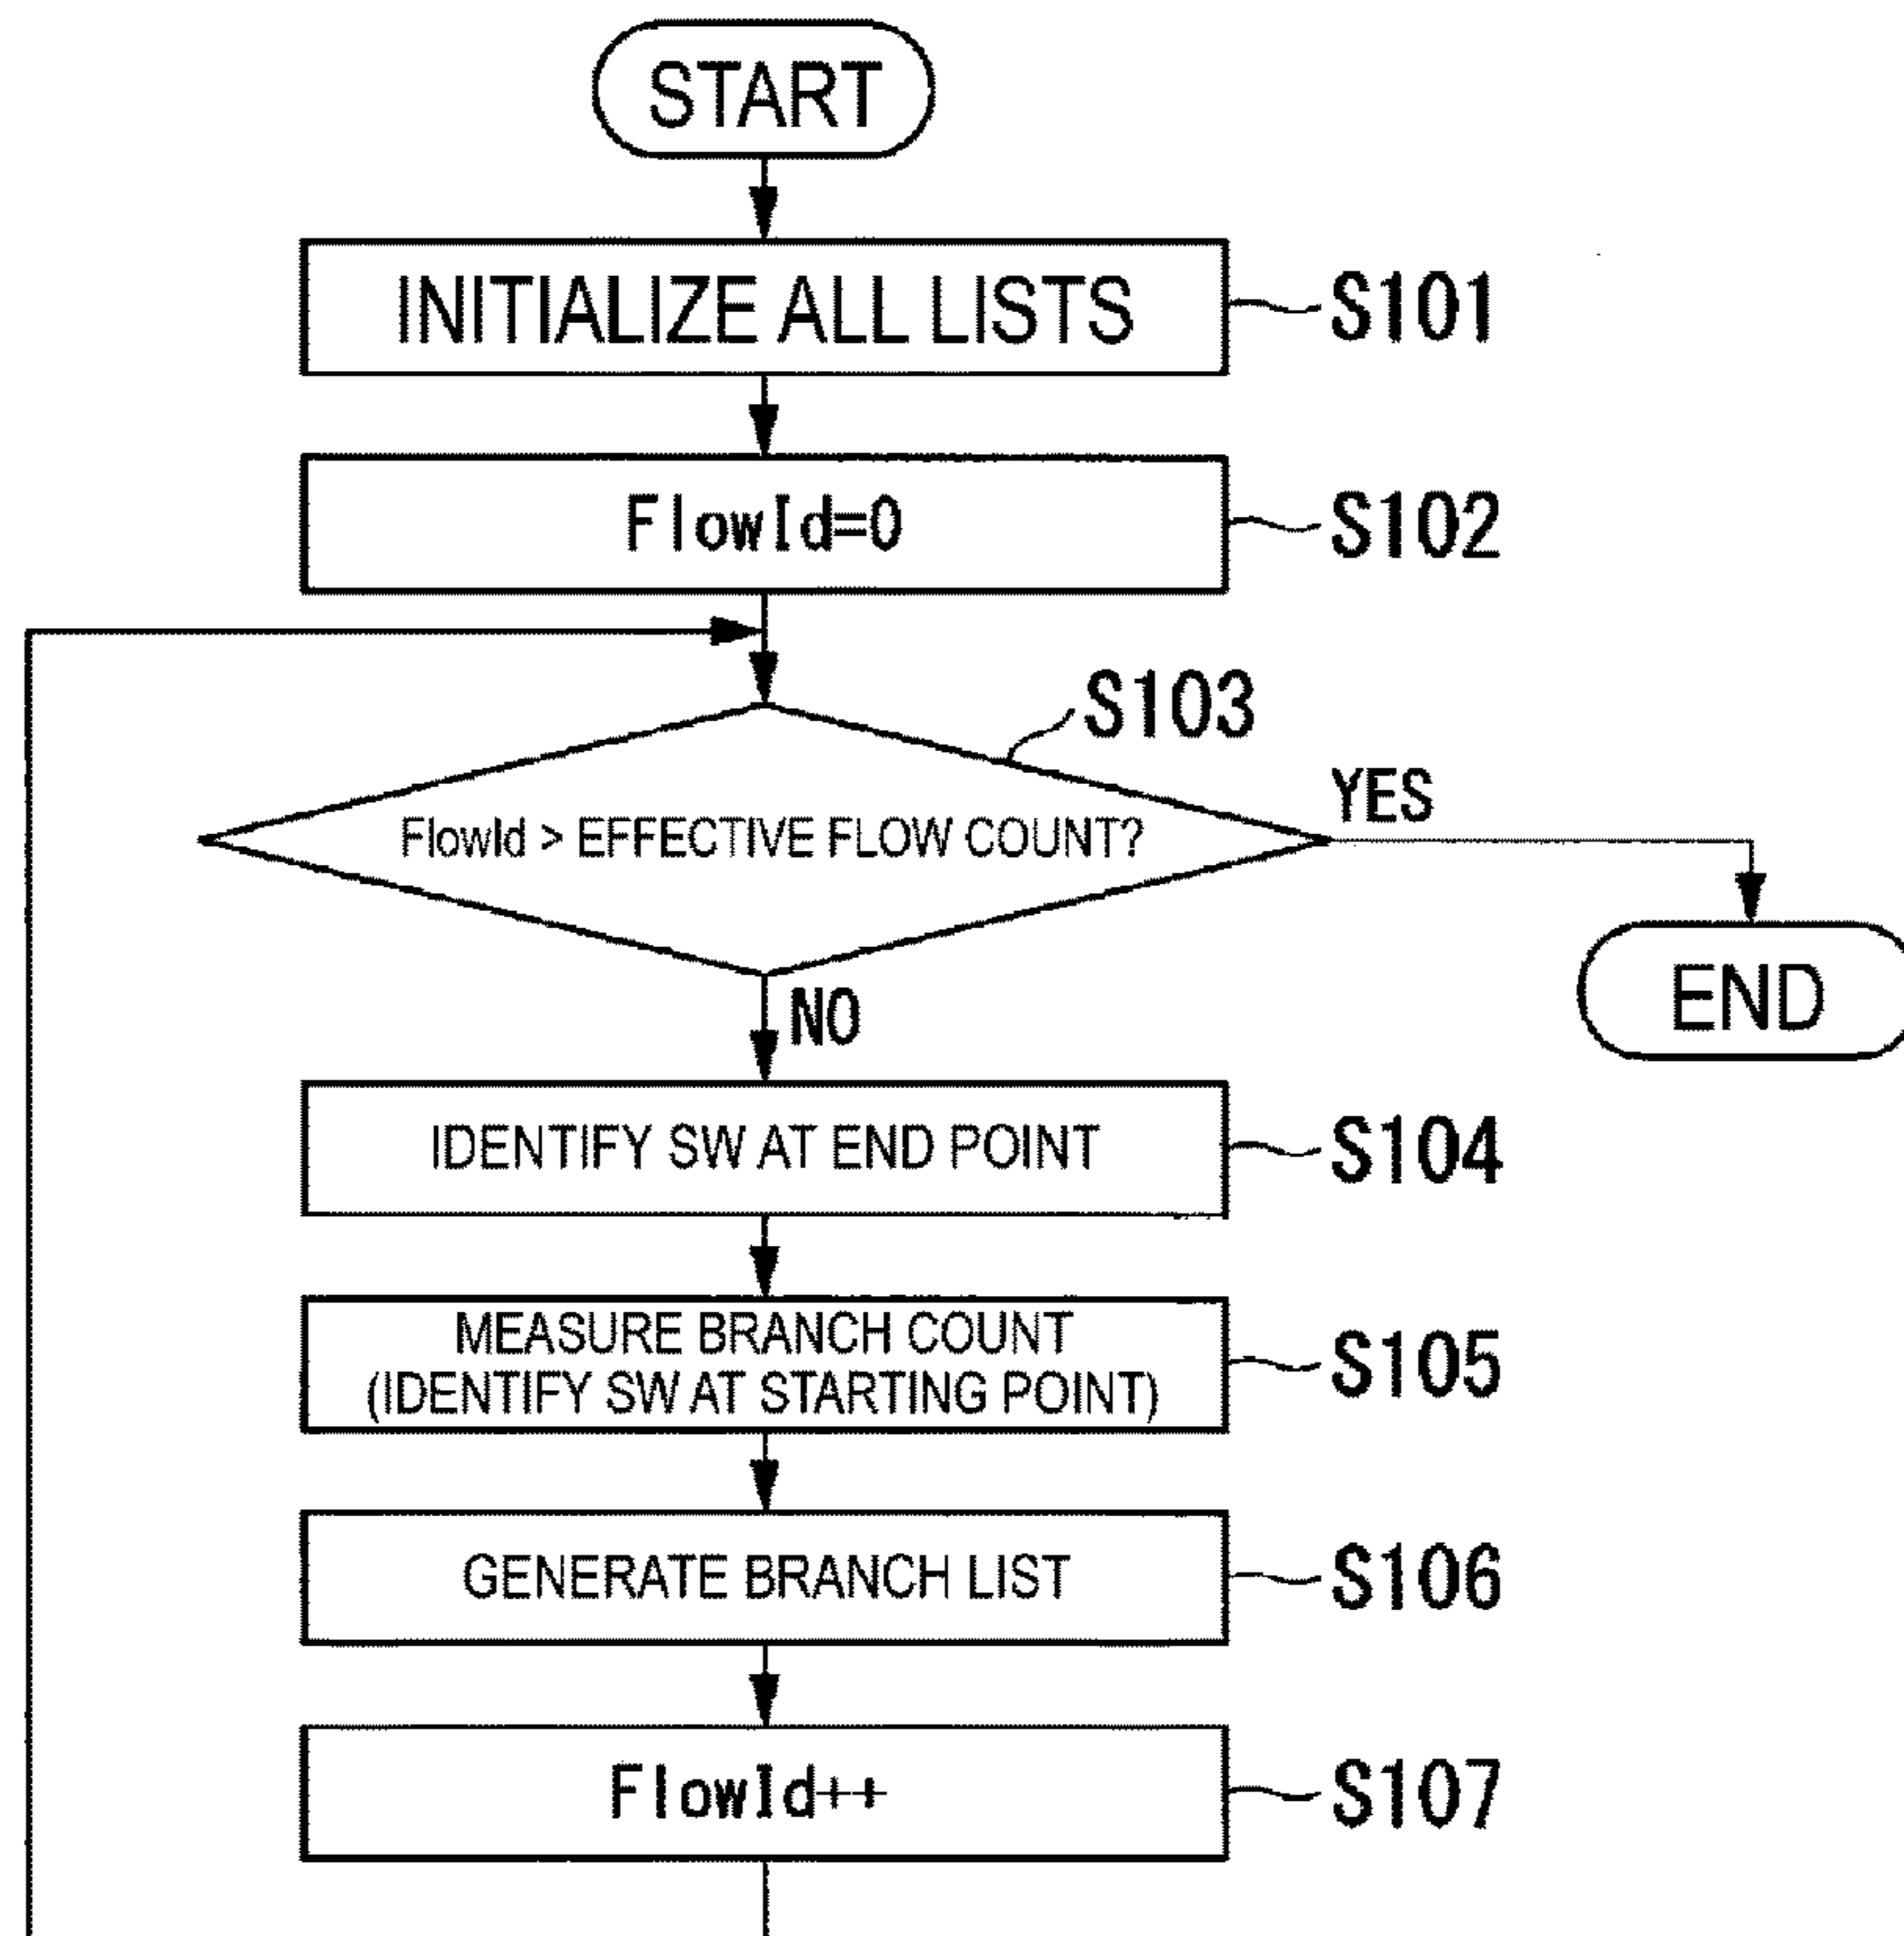 START
INITIALIZE ALL LISTS
S101
FlowId=0
S102
S103
FlowId > EFFECTIVE FLOW COUNT?
YES
END
NO
IDENTIFY SW AT END POINT
S104
MEASURE BRANCH COUNT
(IDENTIFY SW AT STARTING POINT)
S105
GENERATE BRANCH LIST
S106
FlowId++
S107